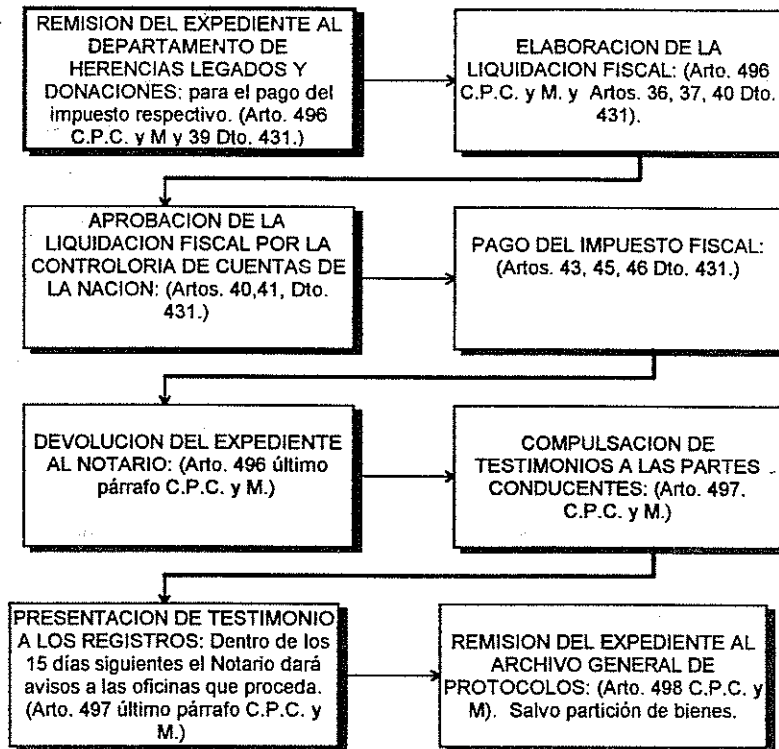 REMISION DEL EXPEDIENTE AL
DEPARTAMENTO DE
HERENCIAS LEGADOS Y
DONACIONES: para el pago del
impuesto respectivo. (Arto. 496
C.P.C. y M y 39 Dto. 431.)
ELABORACION DE LA
LIQUIDACION FISCAL: (Arto. 496
C.P.C. y M. y Artos. 36, 37, 40 Dto.
431).
APROBACION DE LA
LIQUIDACION FISCAL POR LA
CONTROLORIA DE CUENTAS DE
LA NACION: (Artos. 40,41, Dto.
431.)
PAGO DEL IMPUESTO FISCAL:
(Artos. 43, 45, 46 Dto. 431.)
DEVOLUCION DEL EXPEDIENTE
AL NOTARIO: (Arto. 496 último
párrafo C.P.C. y M.)
COMPULSACION DE
TESTIMONIOS A LAS PARTES
CONDUCENTES: (Arto. 497.
C.P.C. y M.)
PRESENTACION DE TESTIMONIO
A LOS REGISTROS: Dentro de los
15 días siguientes el Notario dará
avisos a las oficinas que proceda.
(Arto. 497 último párrafo C.P.C. y
M.)
REMISION DEL EXPEDIENTE AL
ARCHIVO GENERAL DE
PROTOCOLOS: (Arto. 498 C.P.C. y
M). Salvo partición de bienes.